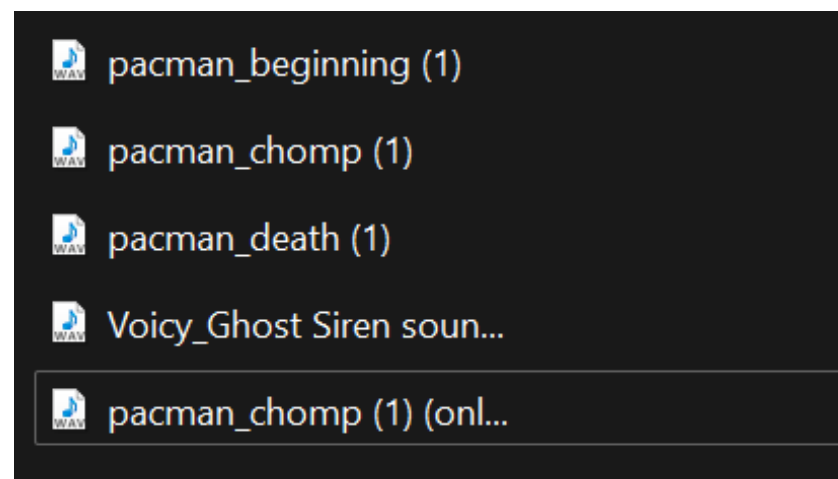 pacman_beginning (1)
pacman_chomp (1)
pacman_death (1)
Voicy_Ghost Siren soun...
pacman_chomp (1) (onl...